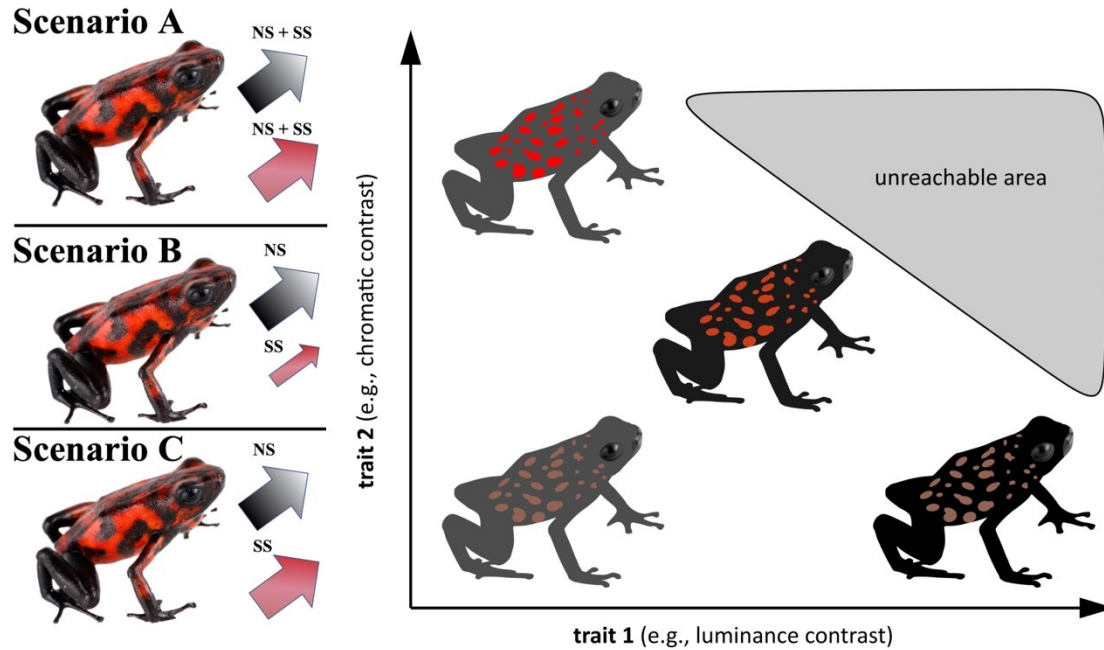 Scenario A
NS + SS
NS + SS
Scenario B
NS
SS
Scenario C
NS
SS
trait 2 (e.g., chromatic contrast)
unreachable area
trait 1 (e.g., luminance contrast)